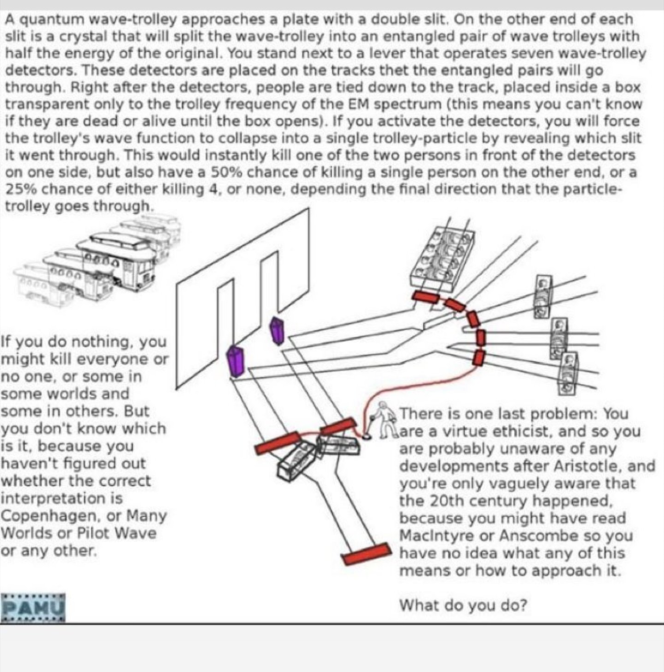 A quantum wave-trolley approaches a plate with a double slit. On the other end of each
slit is a crystal that will split the wave-trolley into an entangled pair of wave trolleys with
half the energy of the original. You stand next to a lever that operates seven wave-trolley
detectors. These detectors are placed on the tracks thet the entangled pairs will go
through. Right after the detectors, people are tied down to the track, placed inside a box
transparent only to the trolley frequency of the EM spectrum (this means you can't know
if they are dead or alive until the box opens). If you activate the detectors, you will force
the trolley's wave function to collapse into a single trolley-particle by revealing which slit
it went through. This would instantly kill one of the two persons in front of the detectors
on one side, but also have a 50% chance of killing a single person on the other end, or a
25% chance of either killing 4, or none, depending the final direction that the particle-
trolley goes through.
If you do nothing, you
might kill everyone or
no one, or some in
some worlds and
some in others. But
you don't know which
is it, because you
haven't figured out
whether the correct
interpretation is
Copenhagen, or Many
Worlds or Pilot Wave
or any other.
There is one last problem: You
are a virtue ethicist, and so you
are probably unaware of any
developments after Aristotle, and
you're only vaguely aware that
the 20th century happened,
because you might have read
MacIntyre or Anscombe so you
have no idea what any of this
means or how to approach it.
What do you do?
PAMU